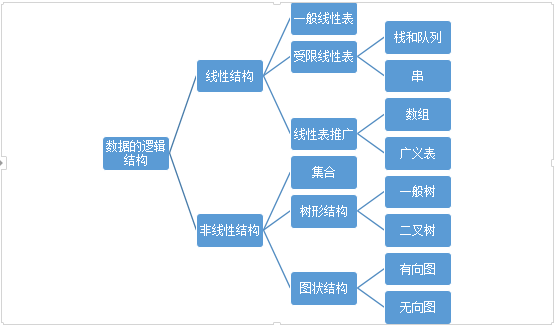 一般线性表
受限线性表
栈和队列
串
线性结构
线性表推广
数组
广义表
数据的逻辑
结构
集合
非线性结构
树形结构
一般树
二叉树
图状结构
有向图
无向图